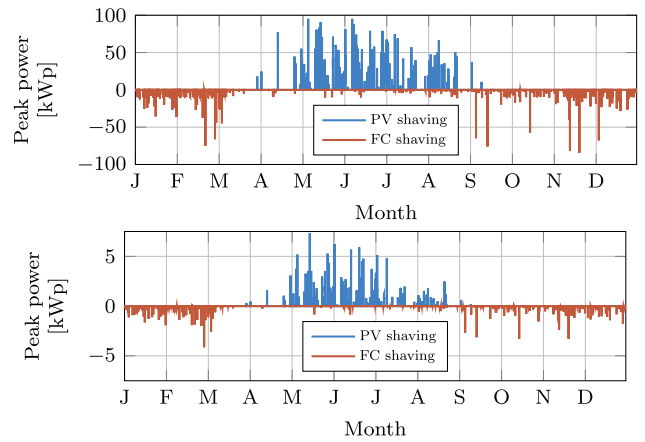 Peak power
[kWp]
100
50
0
−50
−100
PV shaving
FC shaving
J F M A M J J A S O N D
Month
Peak power
[kWp]
5
0
−5
PV shaving
FC shaving
J F M A M J J A S O N D
Month